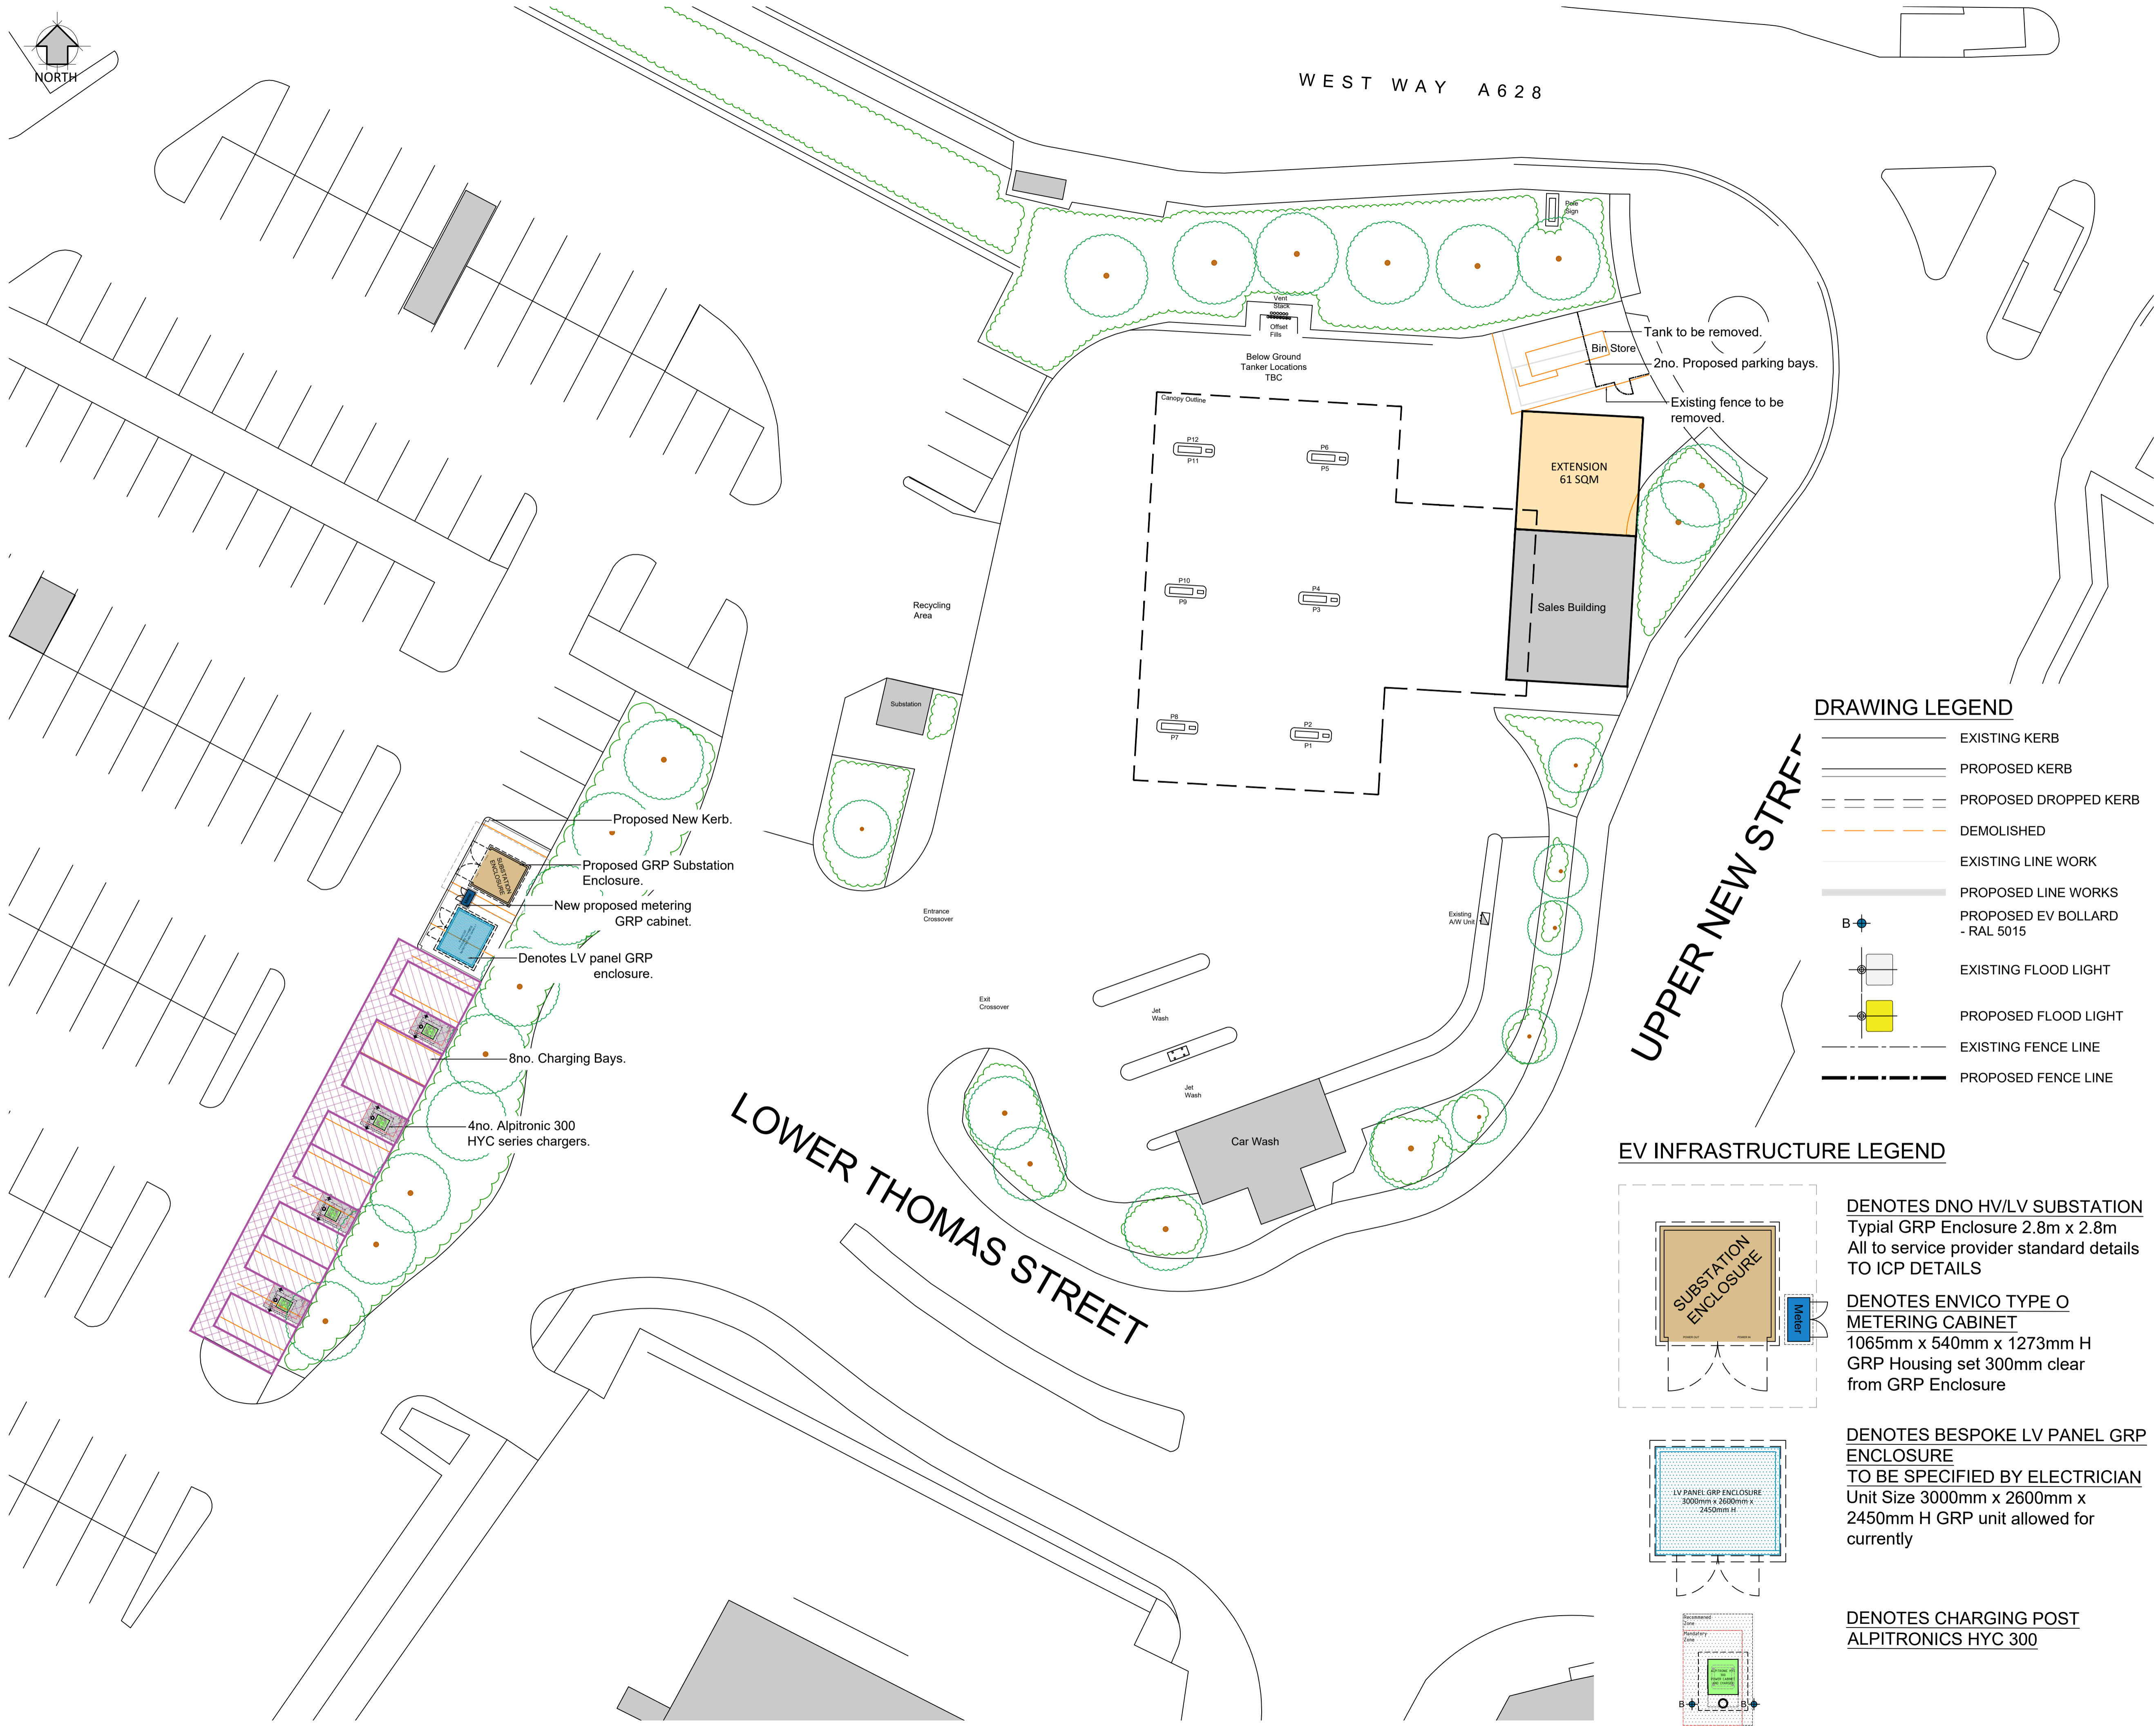 NORTH
WEST WAY A628
Pole
Sign
Vent
Stack
Offset
Fills
Below Ground
Tanker Locations
TBC
Tank to be removed.
Bin Store
2no. Proposed parking bays.
Existing fence to be
removed.
Canopy Outline
P12
P11
P6
P5
EXTENSION
61 SQM
P10
P9
P4
P3
Sales Building
Recycling
Area
Substation
P8
P7
P2
P1
Proposed New Kerb.
Proposed GRP Substation
Enclosure.
SUBSTATION
ENCLOSURE
New proposed metering
GRP cabinet.
Denotes LV panel GRP
enclosure.
8no. Charging Bays.
4no. Alpitronic 300
HYC series chargers.
Entrance
Crossover
Existing
A/W Unit
Exit
Crossover
Jet
Wash
Jet
Wash
Car Wash
LOWER THOMAS STREET
UPPER NEW STRE
DRAWING LEGEND
EXISTING KERB
PROPOSED KERB
PROPOSED DROPPED KERB
DEMOLISHED
EXISTING LINE WORK
PROPOSED LINE WORKS
B
PROPOSED EV BOLLARD
- RAL 5015
EXISTING FLOOD LIGHT
PROPOSED FLOOD LIGHT
EXISTING FENCE LINE
PROPOSED FENCE LINE
EV INFRASTRUCTURE LEGEND
SUBSTATION
ENCLOSURE
Meter
DENOTES DNO HV/LV SUBSTATION
Typial GRP Enclosure 2.8m x 2.8m
All to service provider standard details
TO ICP DETAILS
DENOTES ENVICO TYPE O
METERING CABINET
1065mm x 540mm x 1273mm H
GRP Housing set 300mm clear
from GRP Enclosure
LV PANEL GRP ENCLOSURE
3000mm x 2600mm x
2450mm H
DENOTES BESPOKE LV PANEL GRP
ENCLOSURE
TO BE SPECIFIED BY ELECTRICIAN
Unit Size 3000mm x 2600mm x
2450mm H GRP unit allowed for
currently
Recommened
Zone
Mandatory
Zone
B
B
DENOTES CHARGING POST
ALPITRONICS HYC 300